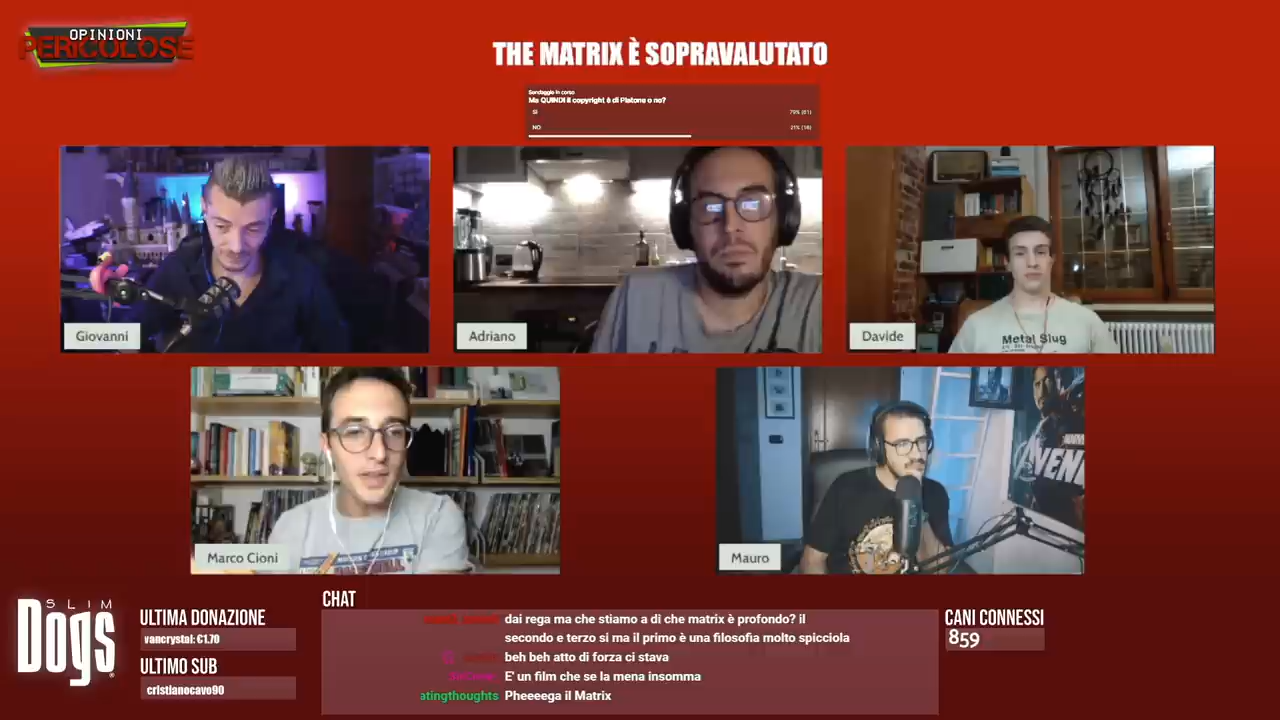 OPINIONI
PERICOLOSE
THE MATRIX È SOPRAVALUTATO
Sondaggio in corso
Ma QUINDI il copyright è di Platone o no?
SI 79% (61)
NO 21% (16)
Giovanni
Adriano
Davide
Metal Slug
Marco Cioni
Mauro
MARVEL
AVEN
SLIM
Dogs
ULTIMA DONAZIONE
vancrystal: €1.70
ULTIMO SUB
cristianocavo90
CHAT
dai rega ma che stiamo a di che matrix è profondo? il
secondo e terzo si ma il primo è una filosofia molto spicciola
beh beh atto di forza ci stava
E' un film che se la mena insomma
atingthoughts Pheeeega il Matrix
CANI CONNESSI
859